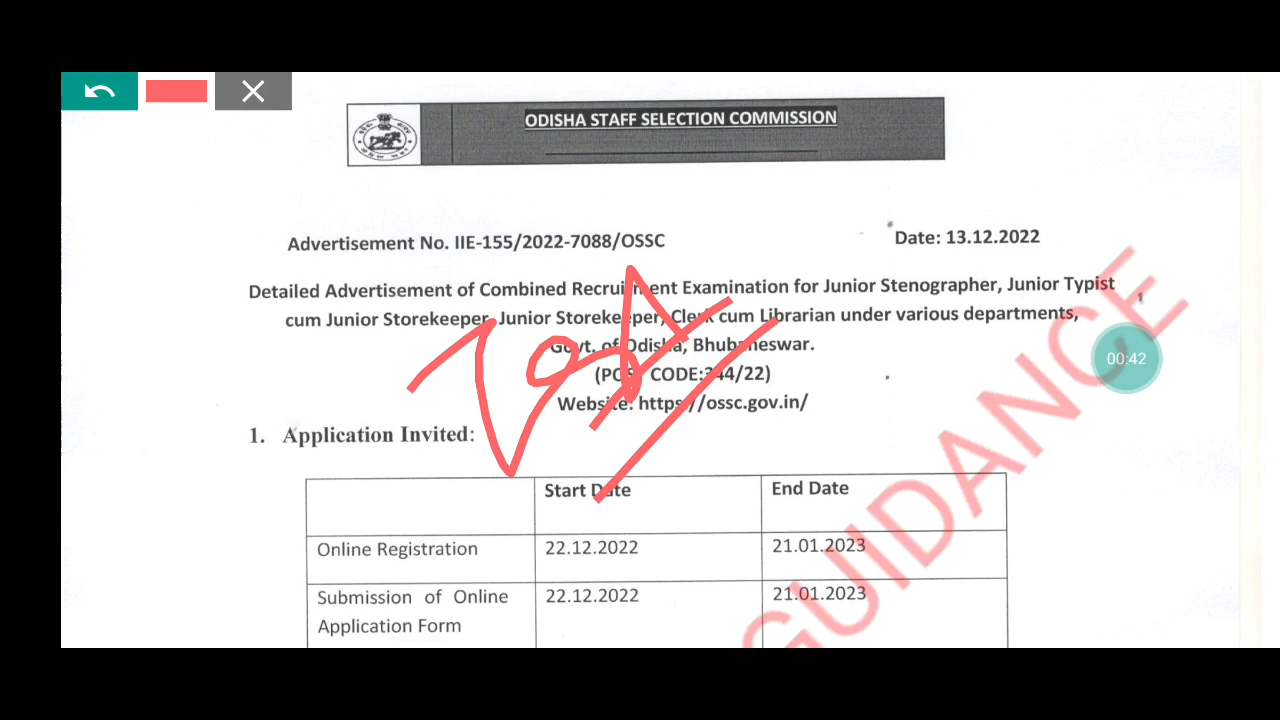 ODISHA STAFF SELECTION COMMISSION
Advertisement No. IIE-155/2022-7088/OSSC Date: 13.12.2022
Detailed Advertisement of Combined Recruitment Examination for Junior Stenographer, Junior Typist
cum Junior Storekeeper, Junior Storekeeper, Clerk cum Librarian under various departments,
Govt. of Odisha, Bhubaneswar.
(POST CODE:344/22)
Website: https://ossc.gov.in/
1. Application Invited:
Start Date End Date
Online Registration 22.12.2022 21.01.2023
Submission of Online 22.12.2022 21.01.2023
Application Form
GUIDANCE
00:42